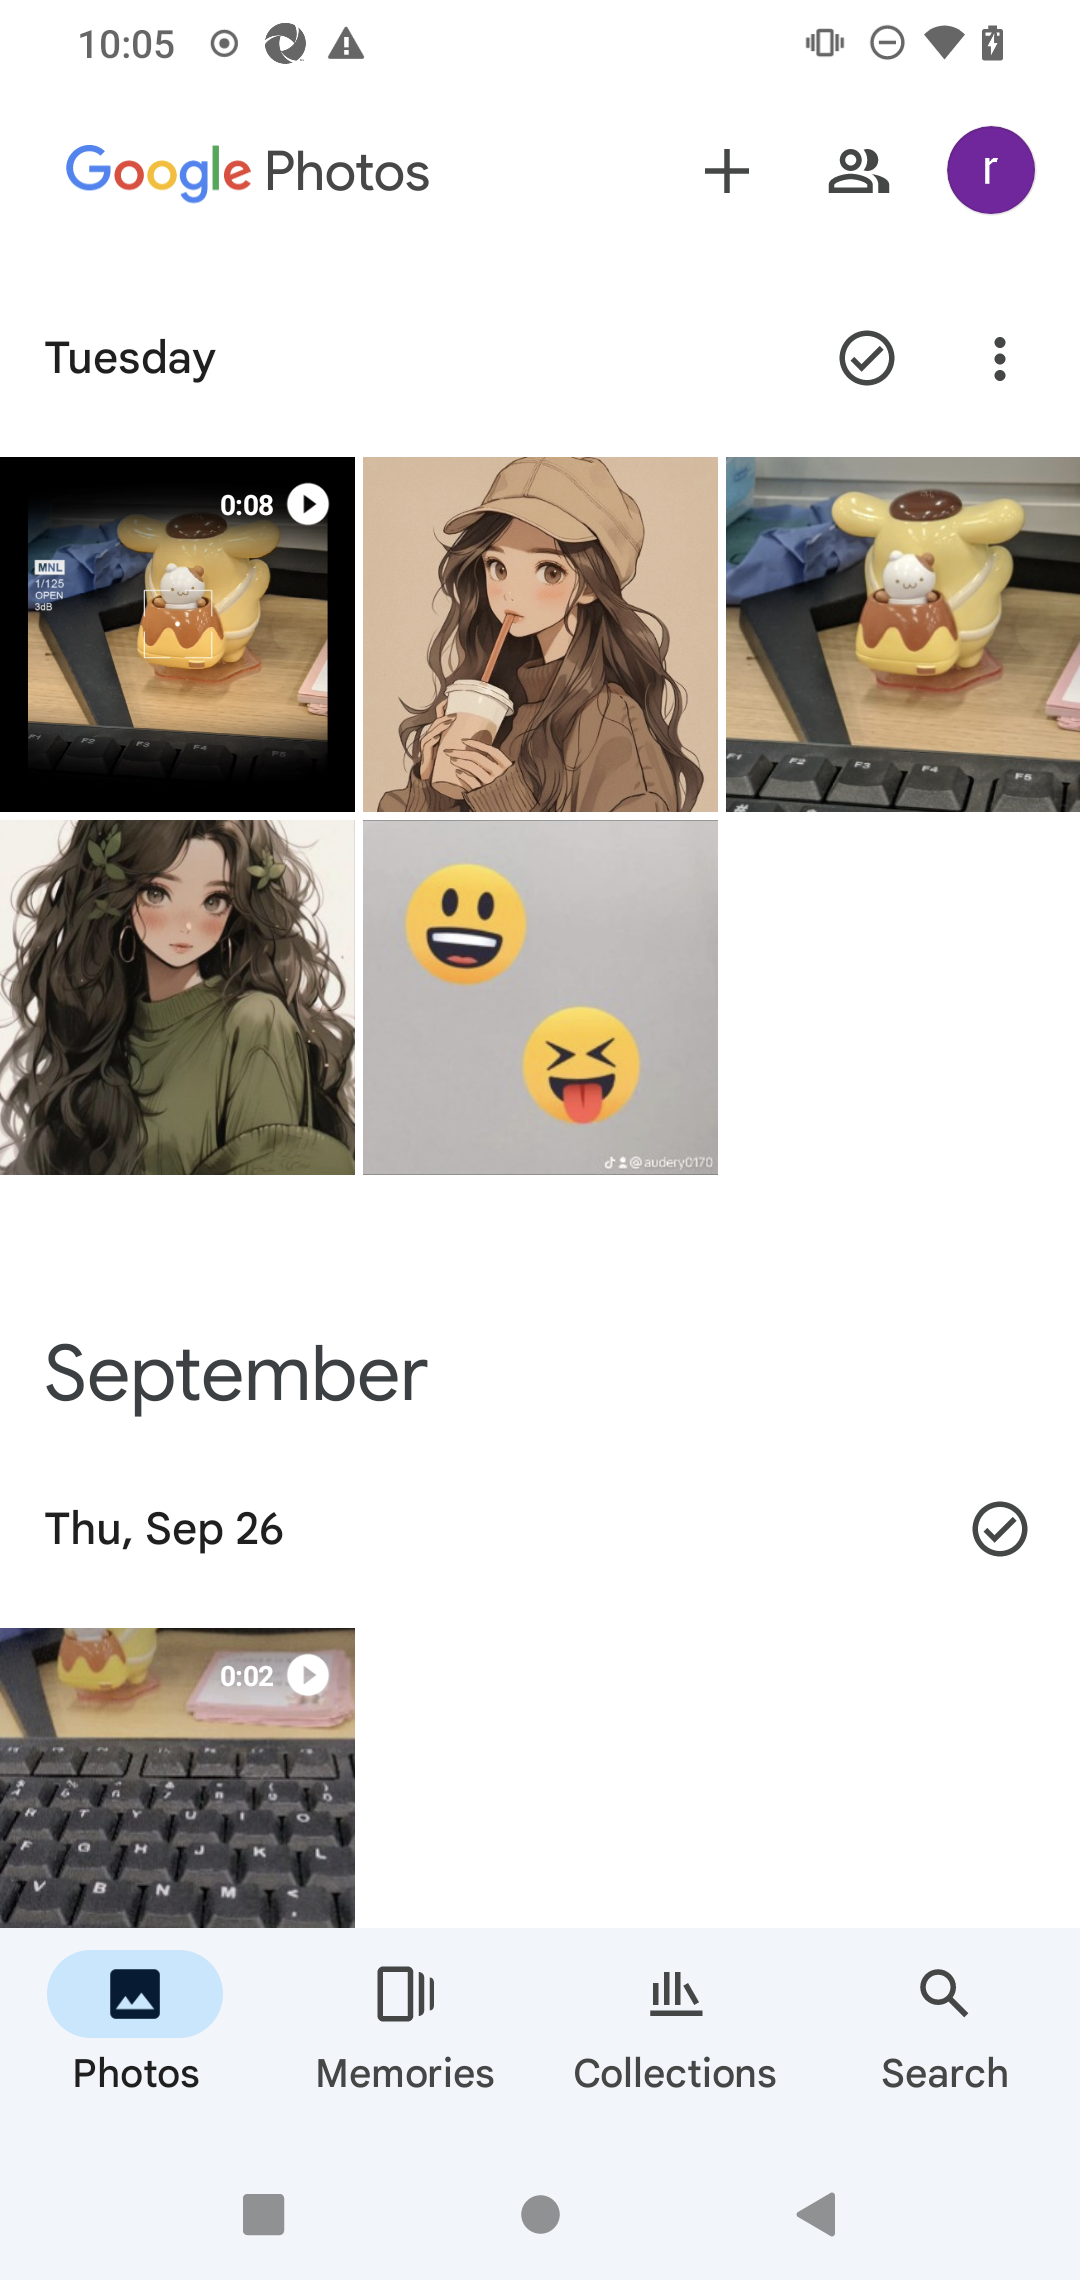 10:05
Google Photos
r
Tuesday
0:08
MNL
1/125
OPEN
3dB
F1 F2 F3 F4 F5
F1 F2 F3 F4 F5
@audery0170
September
Thu, Sep 26
0:02
R T Y U I O
F G H J K L
V B N M <
Photos Memories Collections Search